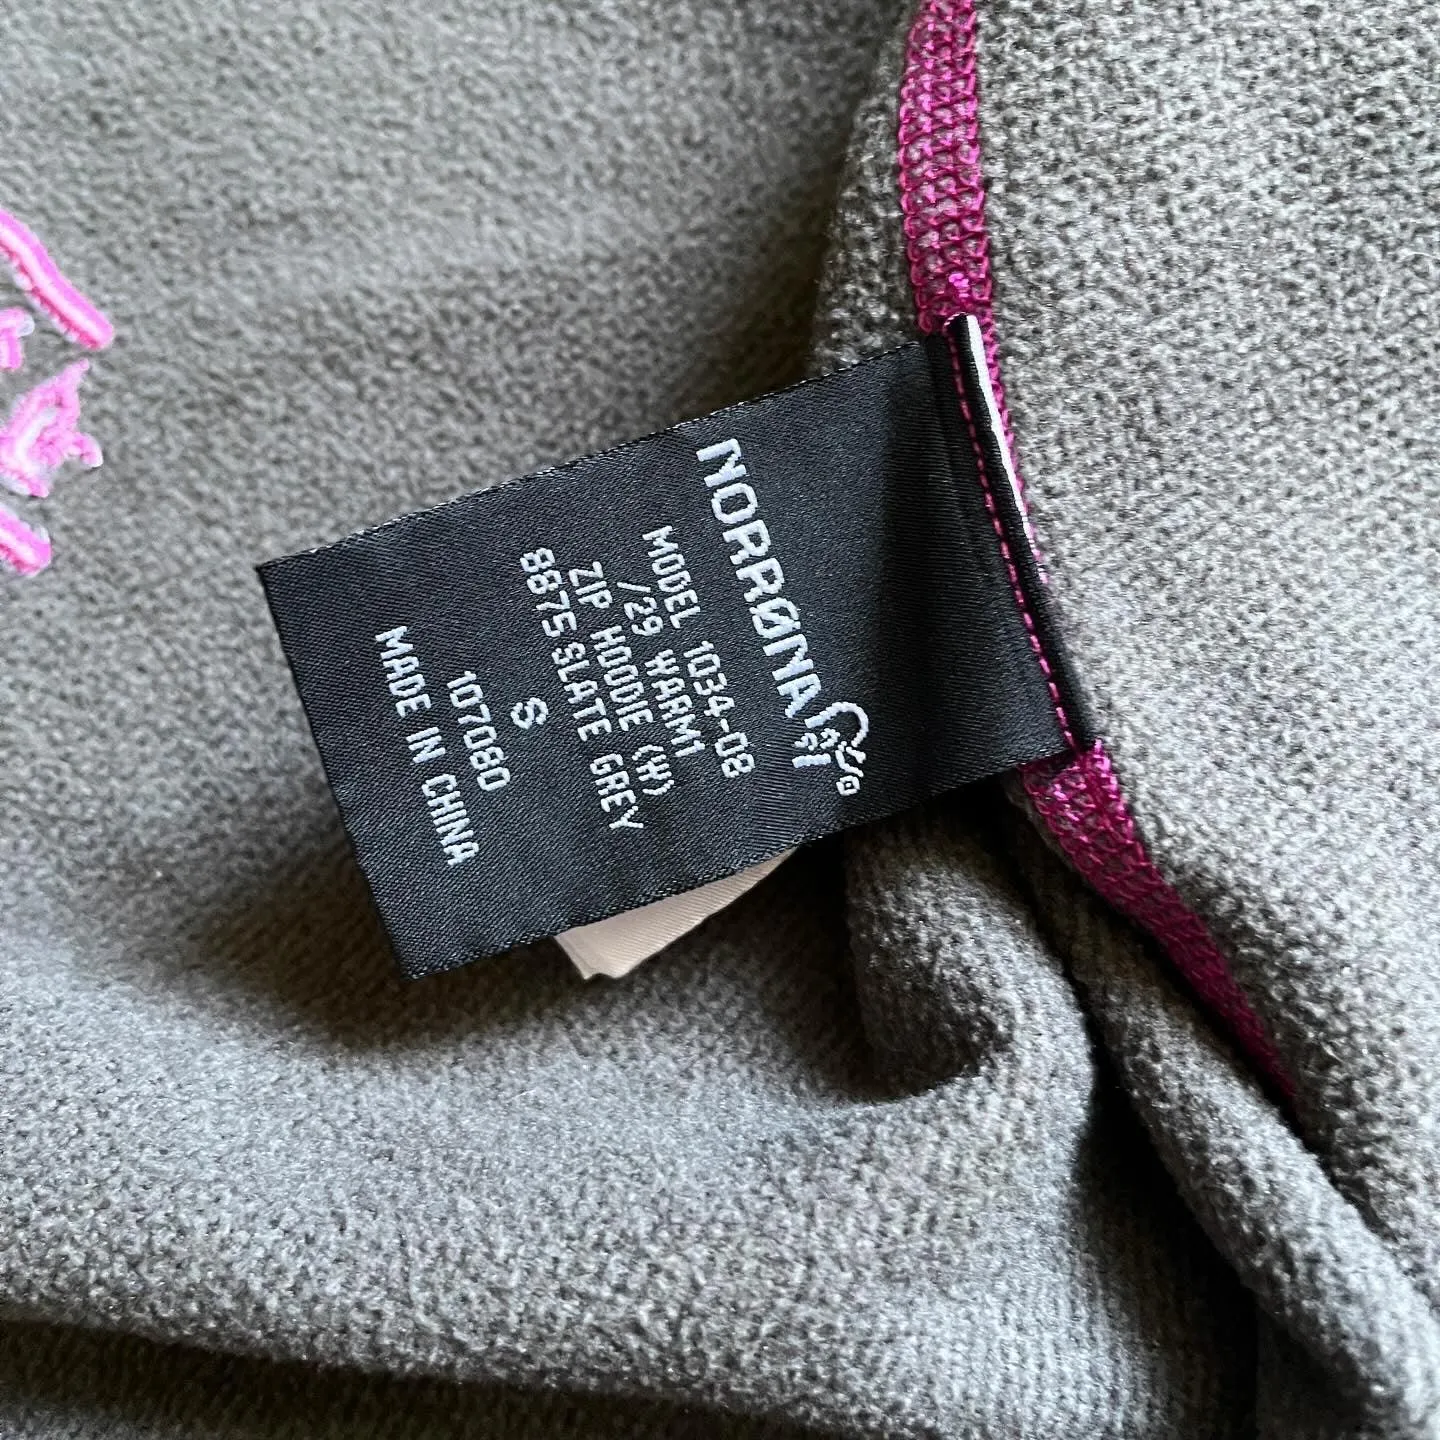 NORRØNA
MODEL 1034-08
/29 WARM1
ZIP HOODIE (W)
8875 SLATE GREY
S
107080
MADE IN CHINA